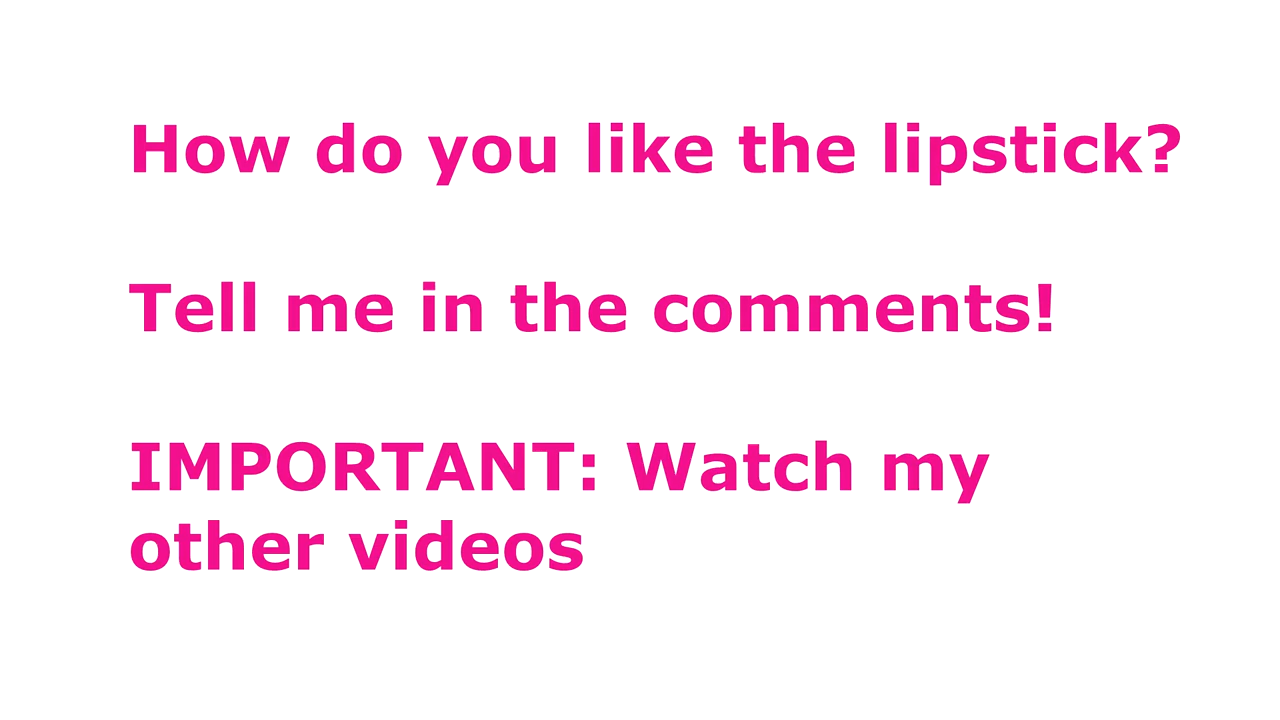 How do you like the lipstick?
Tell me in the comments!
IMPORTANT: Watch my
other videos